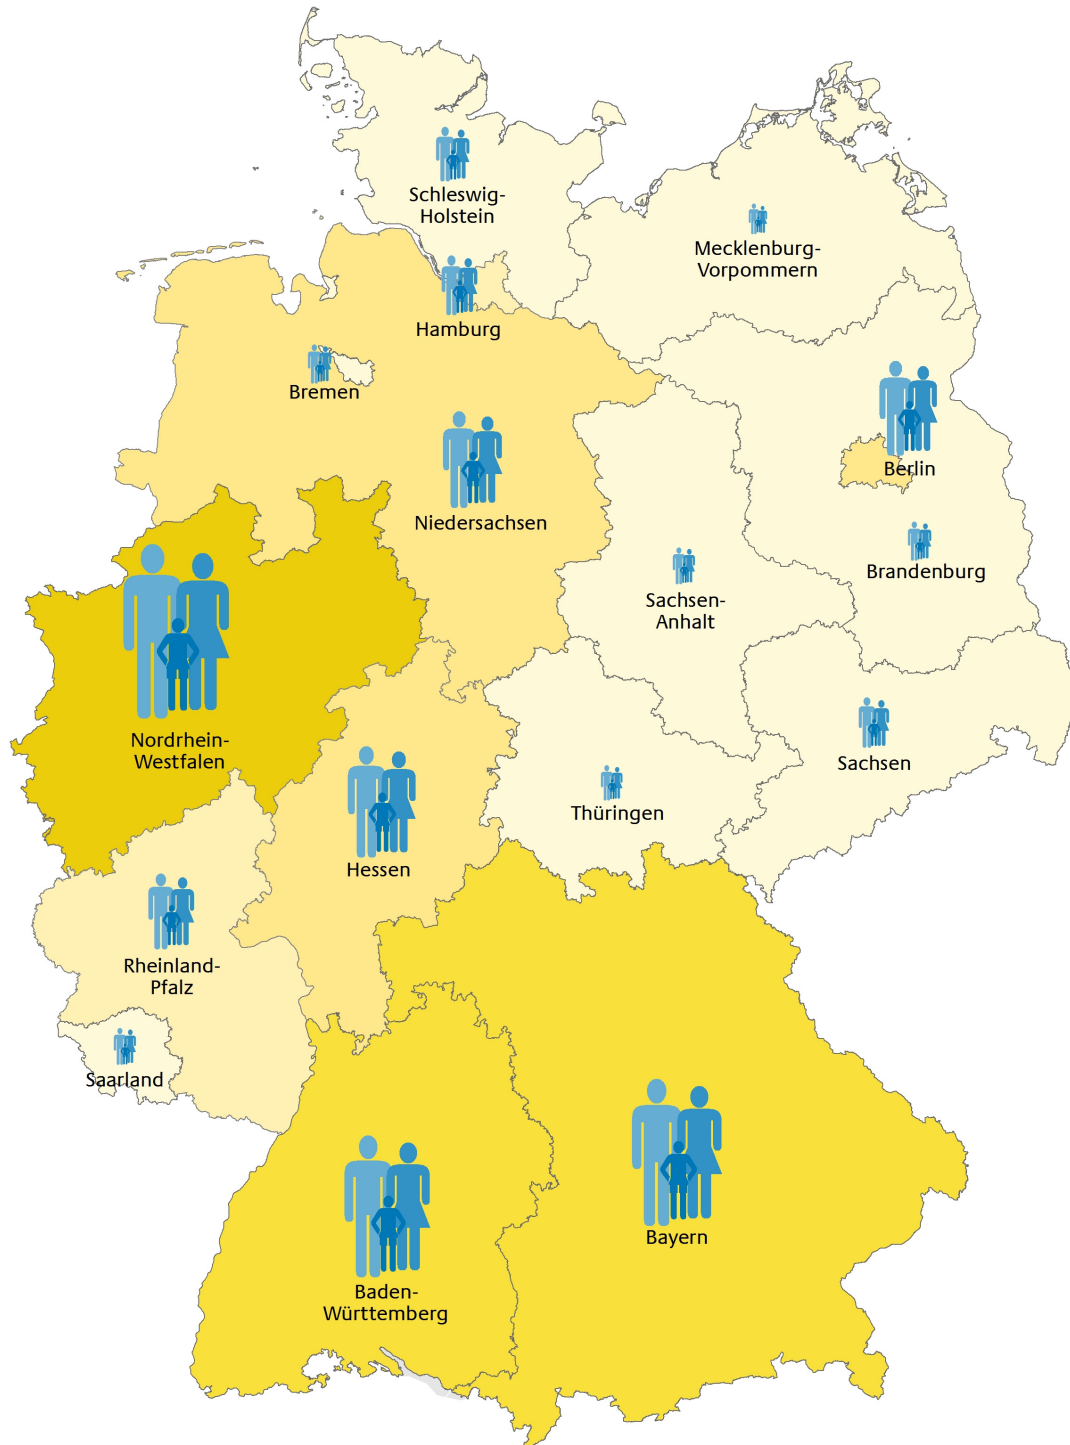 Schleswig-
Holstein
Mecklenburg-
Vorpommern
Hamburg
Bremen
Berlin
Niedersachsen
Brandenburg
Sachsen-
Anhalt
Nordrhein-
Westfalen
Sachsen
Thüringen
Hessen
Rheinland-
Pfalz
Saarland
Bayern
Baden-
Württemberg